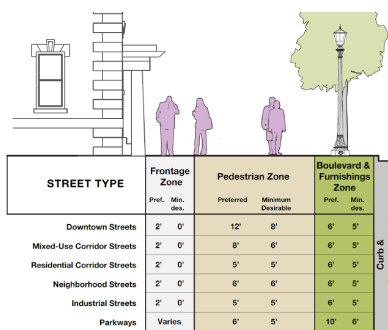 STREET TYPE Frontage Zone Pedestrian Zone Boulevard & Furnishings Zone
Pref. Min. des. Preferred Minimum Desirable Pref. Min. des.
Downtown Streets 2' 0' 12' 8' 6' 5'
Mixed-Use Corridor Streets 2' 0' 8' 6' 6' 5'
Residential Corridor Streets 2' 0' 5' 5' 6' 5'
Neighborhood Streets 2' 0' 6' 6' 6' 5'
Industrial Streets 2' 0' 5' 5' 6' 5'
Parkways Varies 6' 5' 10' 6'
Curb &